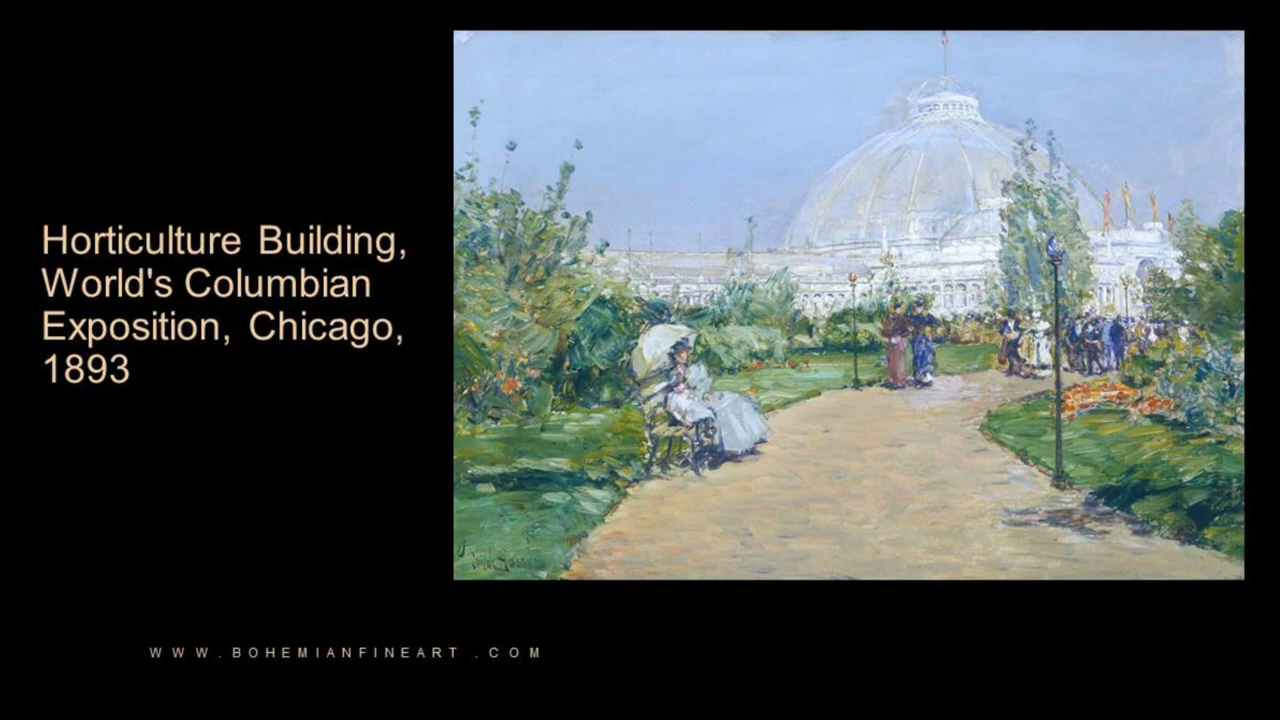 Horticulture Building,
World's Columbian
Exposition, Chicago,
1893
WWW.BOHEMIANFINEART.COM